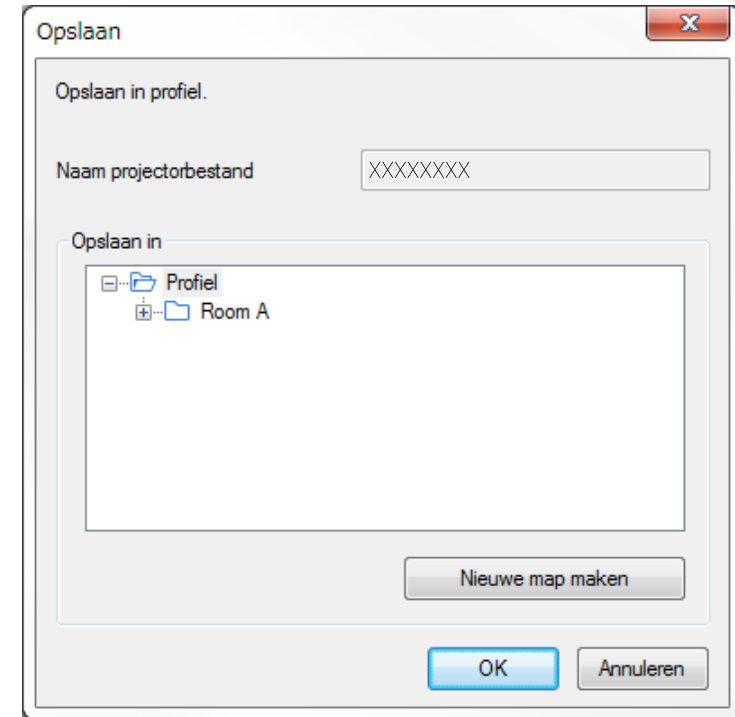 Opslaan
Opslaan in profiel.
Naam projectorbestand XXXXXXXX
Opslaan in
Profiel
Room A
Nieuwe map maken
OK Annuleren